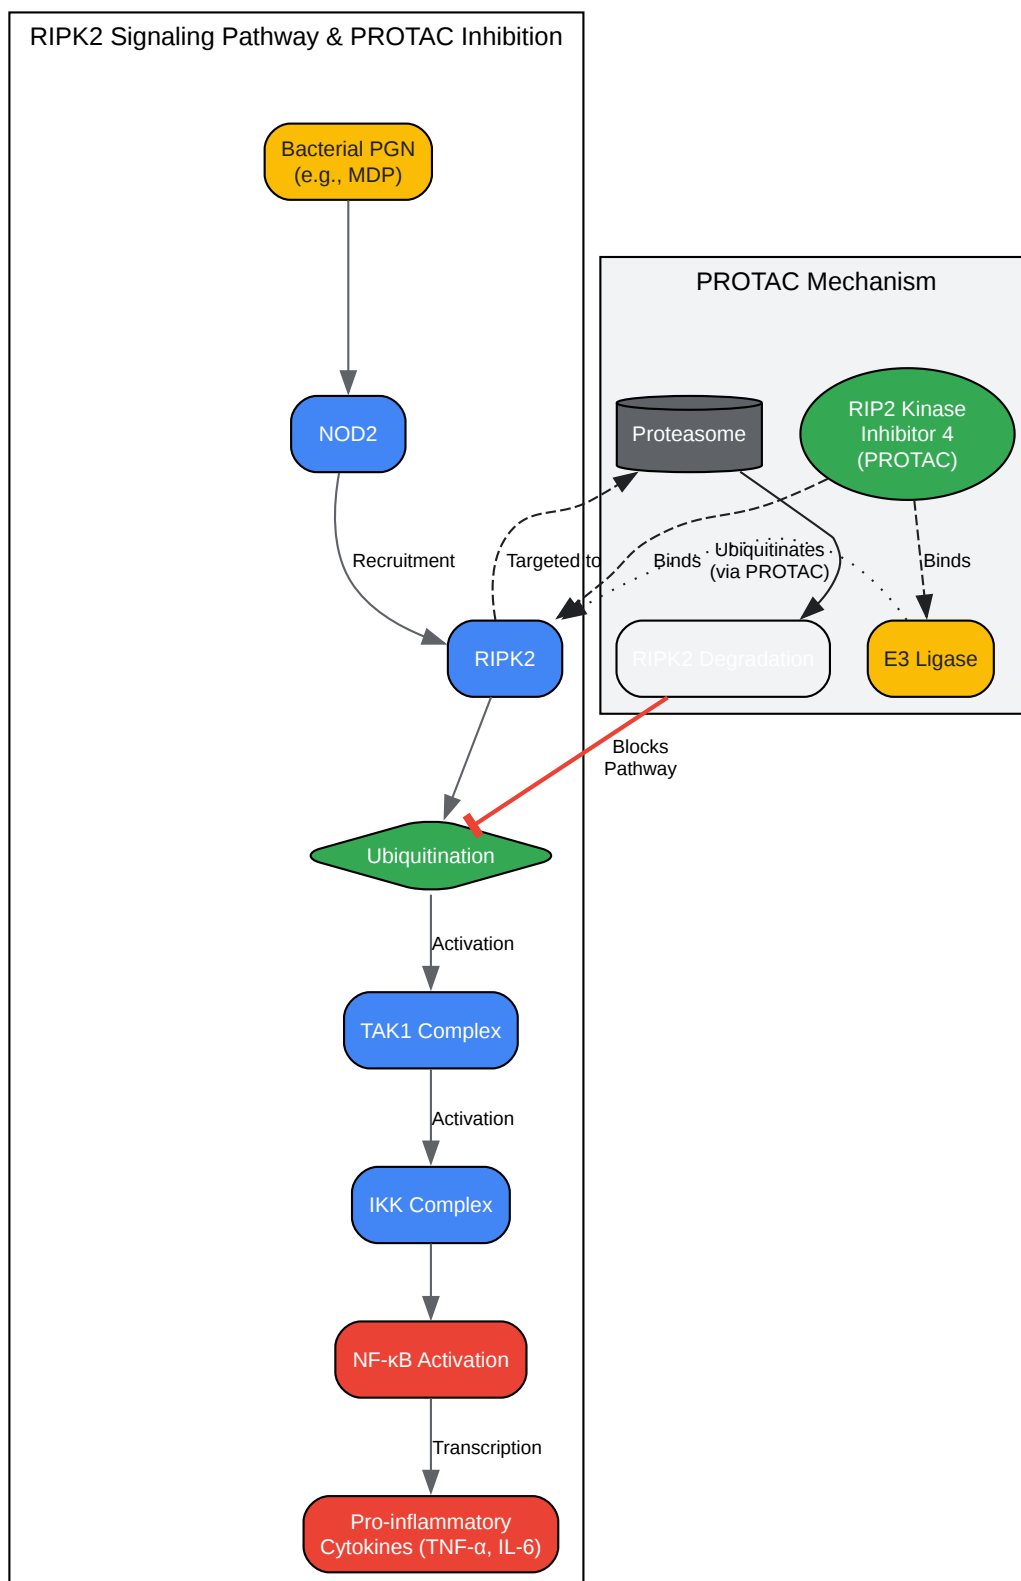 RIPK2 Signaling Pathway & PROTAC Inhibition
Bacterial PGN
(e.g., MDP)
PROTAC Mechanism
NOD2
Proteasome
RIP2 Kinase
Inhibitor 4
(PROTAC)
Recruitment
Targeted to
Binds
Ubiquitinates
(via PROTAC)
Binds
RIPK2
RIPK2 Degradation
E3 Ligase
Blocks
Pathway
Ubiquitination
Activation
TAK1 Complex
Activation
IKK Complex
NF-κB Activation
Transcription
Pro-inflammatory
Cytokines (TNF-α, IL-6)